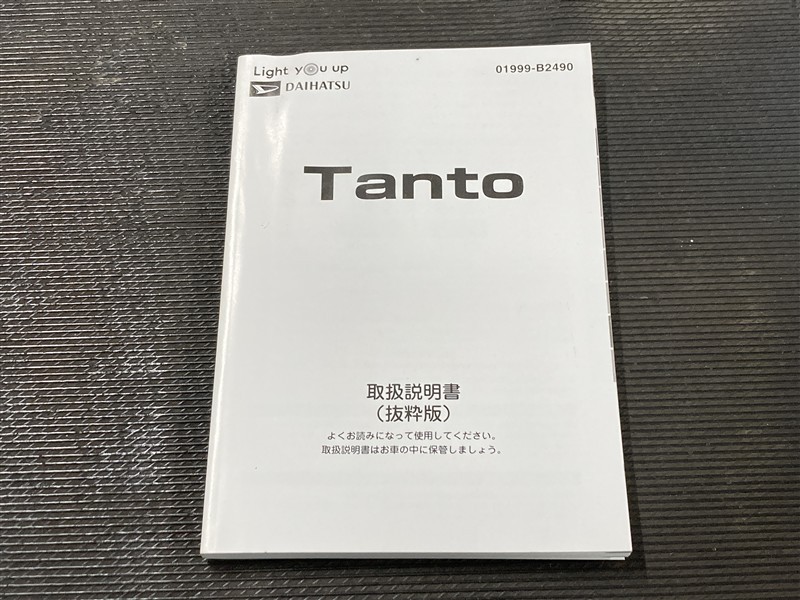 Light you up
01999-B2490
DAIHATSU
Tanto
取扱説明書
（抜粋版）
よくお読みになって使用してください。
取扱説明書はお車の中に保管しましょう。